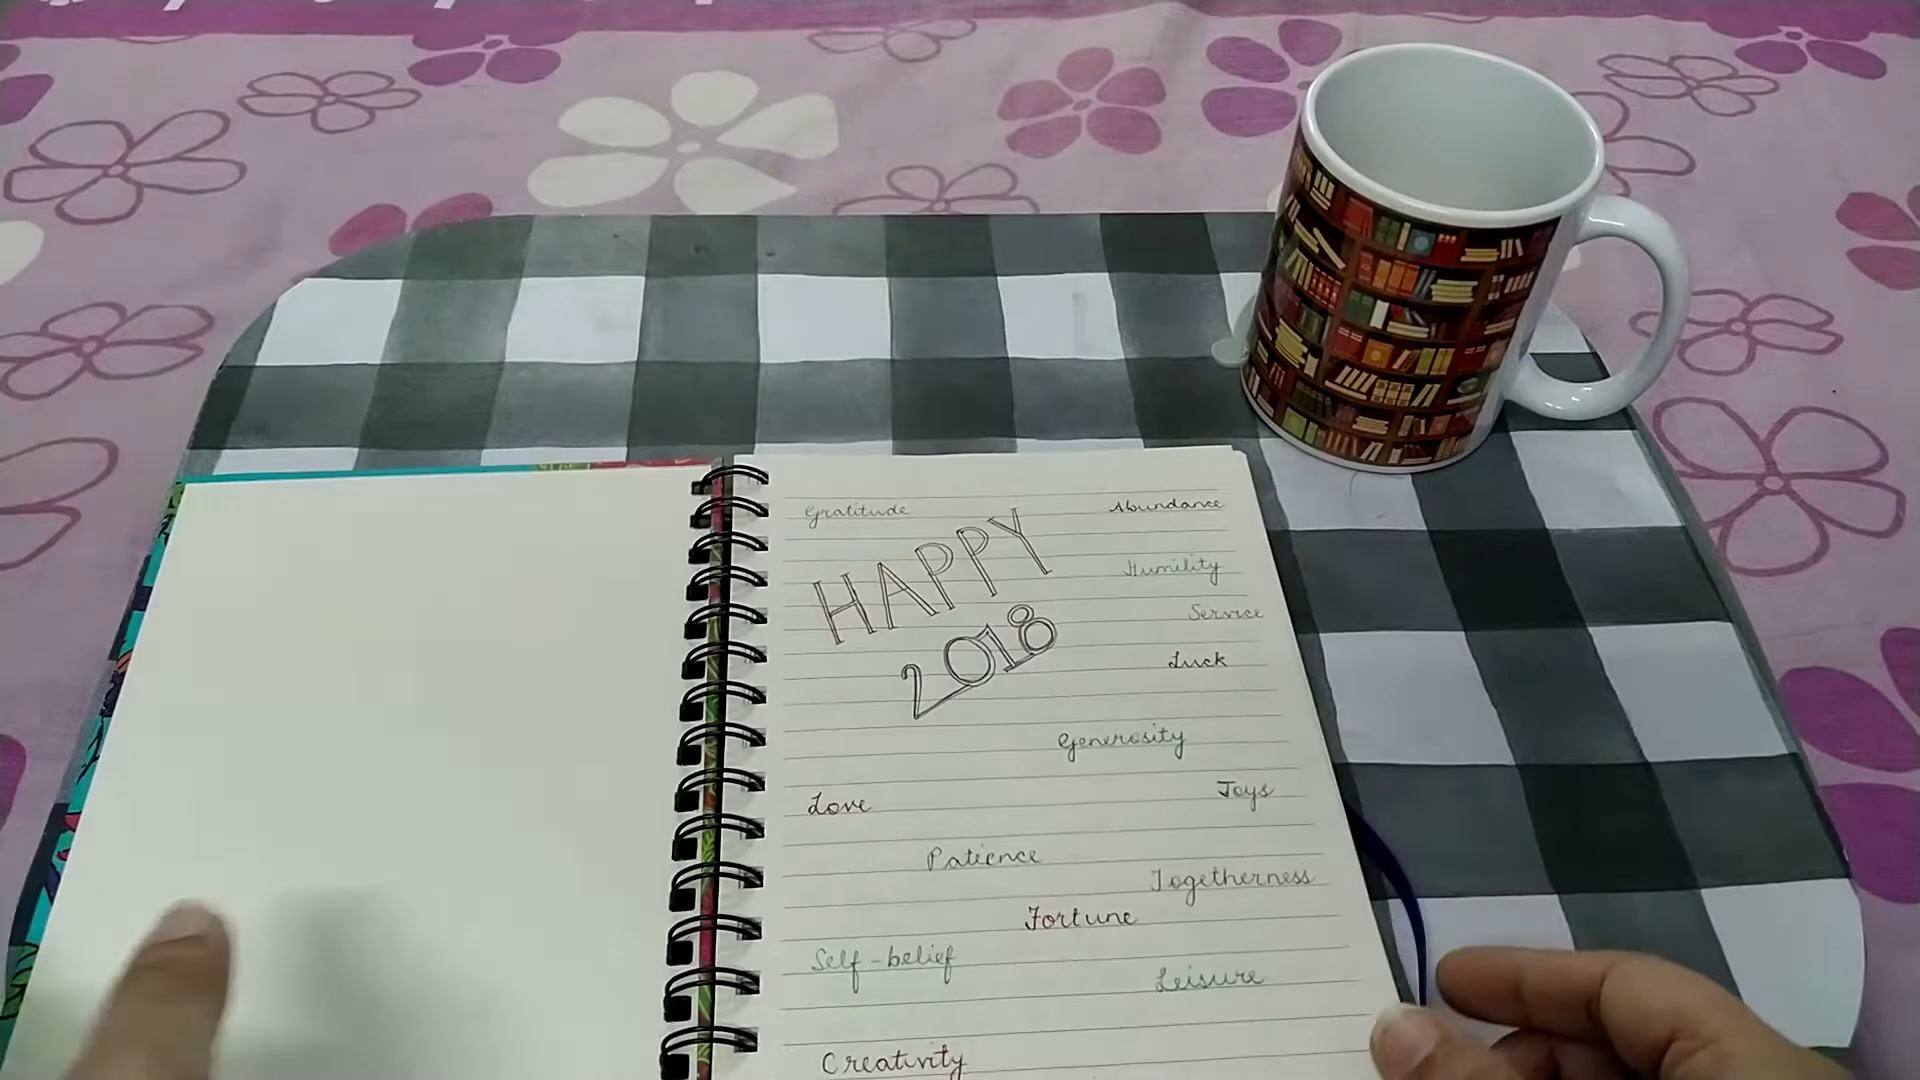 Gratitude
Abundance
HAPPY
Humility
2018
Service
Luck
Generosity
Joys
Love
Patience
Togetherness
Fortune
Self-belief
Leisure
Creativity